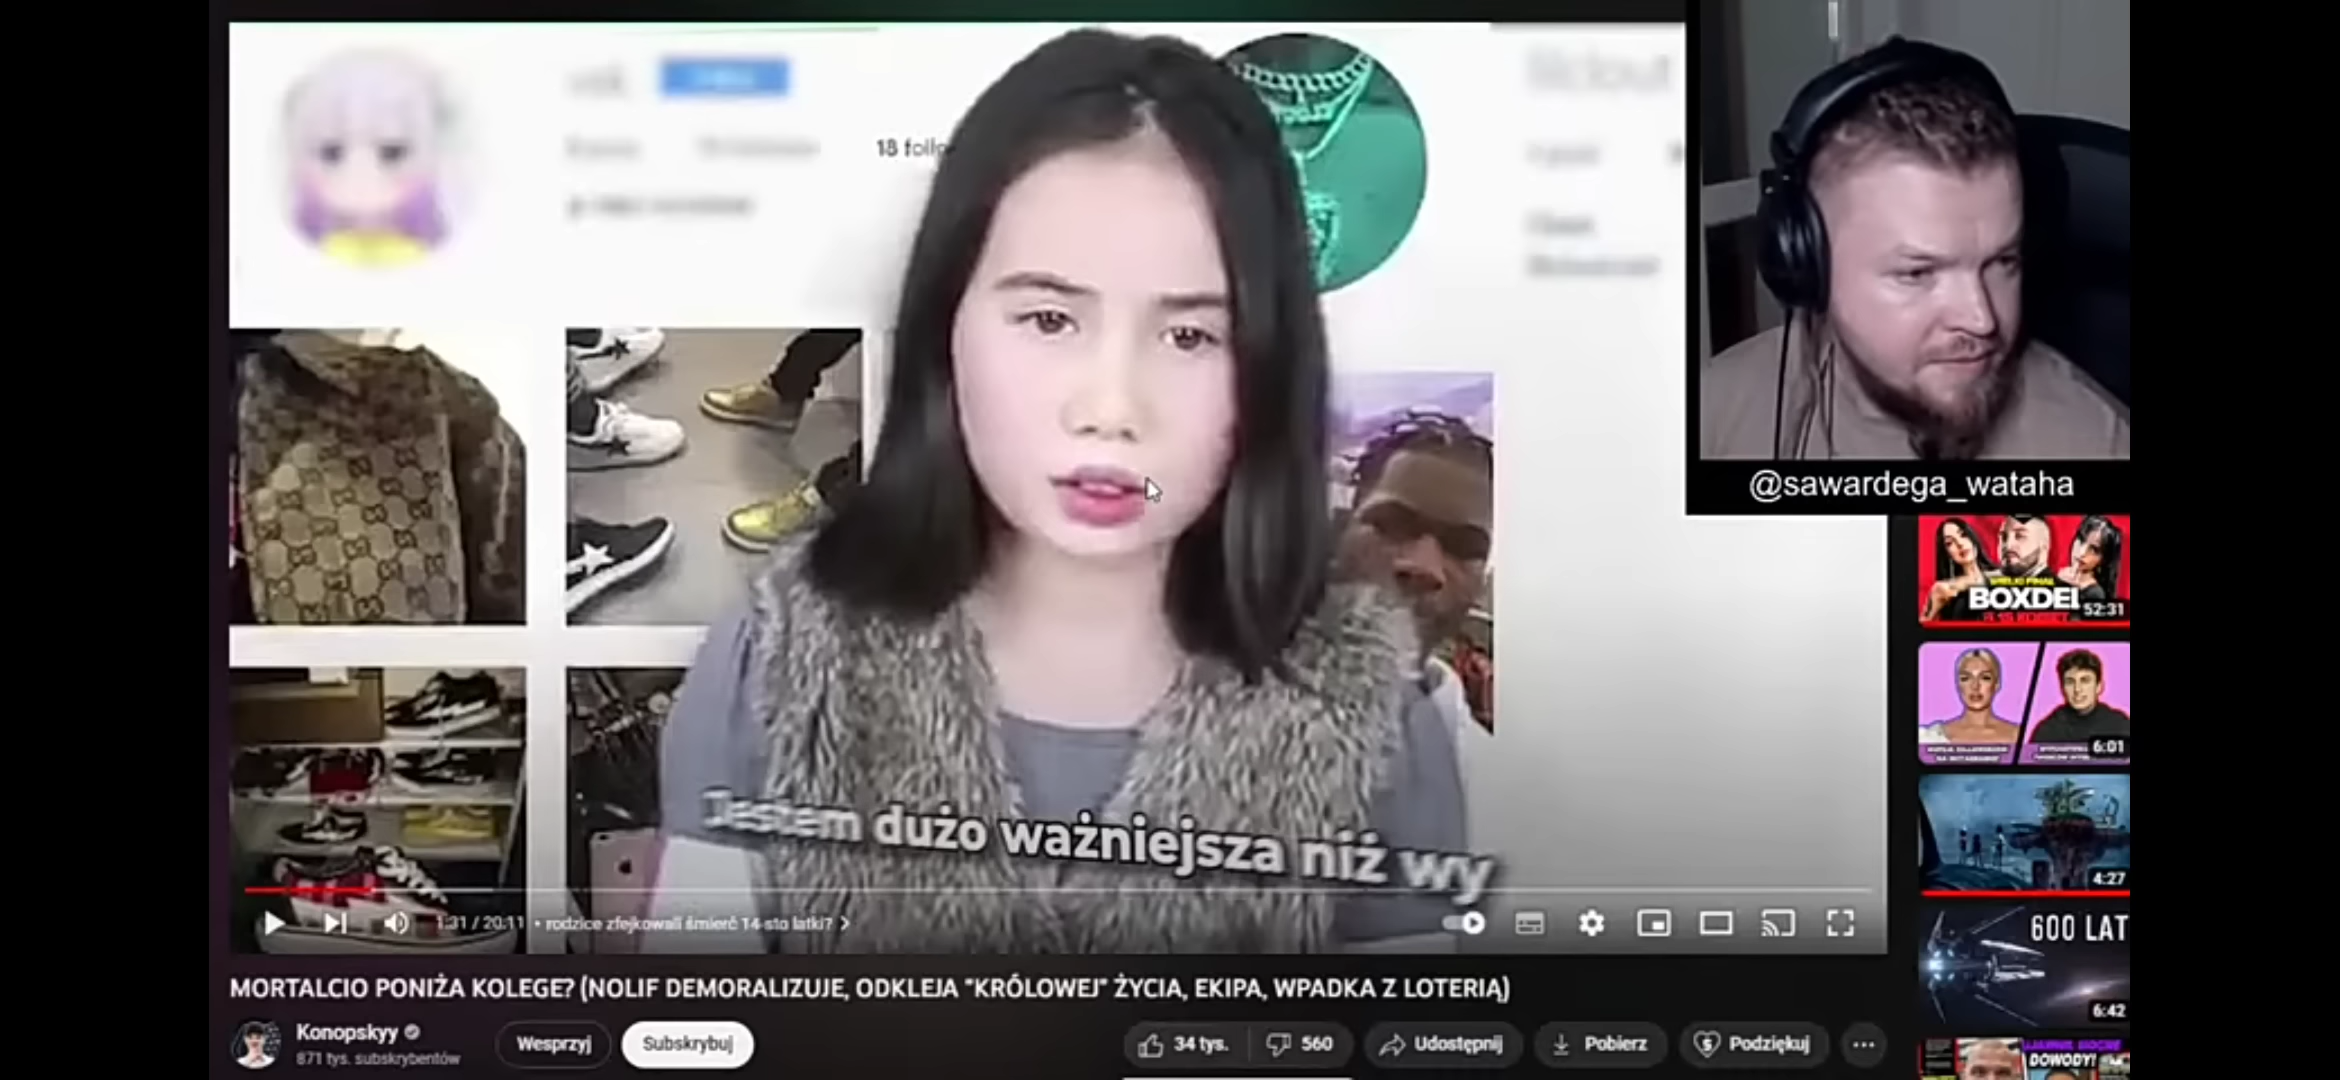 18 follo
@sawardega_wataha
WIELKI FINAŁ
BOXDEL
52:31
6:01
4:27
600 LAT
6:42
DOWODY!
Jestem dużo ważniejsza niż wy
1:31 / 20:11 • rodzice zfejkowali śmierć 14-sto latki?
MORTALCIO PONIŻA KOLEGE? (NOLIF DEMORALIZUJE, ODKLEJA "KRÓLOWEJ" ŻYCIA, EKIPA, WPADKA Z LOTERIĄ)
Konopskyy
871 tys. subskrybentów
Wesprzyj
Subskrybuj
34 tys.
560
Udostępnij
Pobierz
Podziękuj